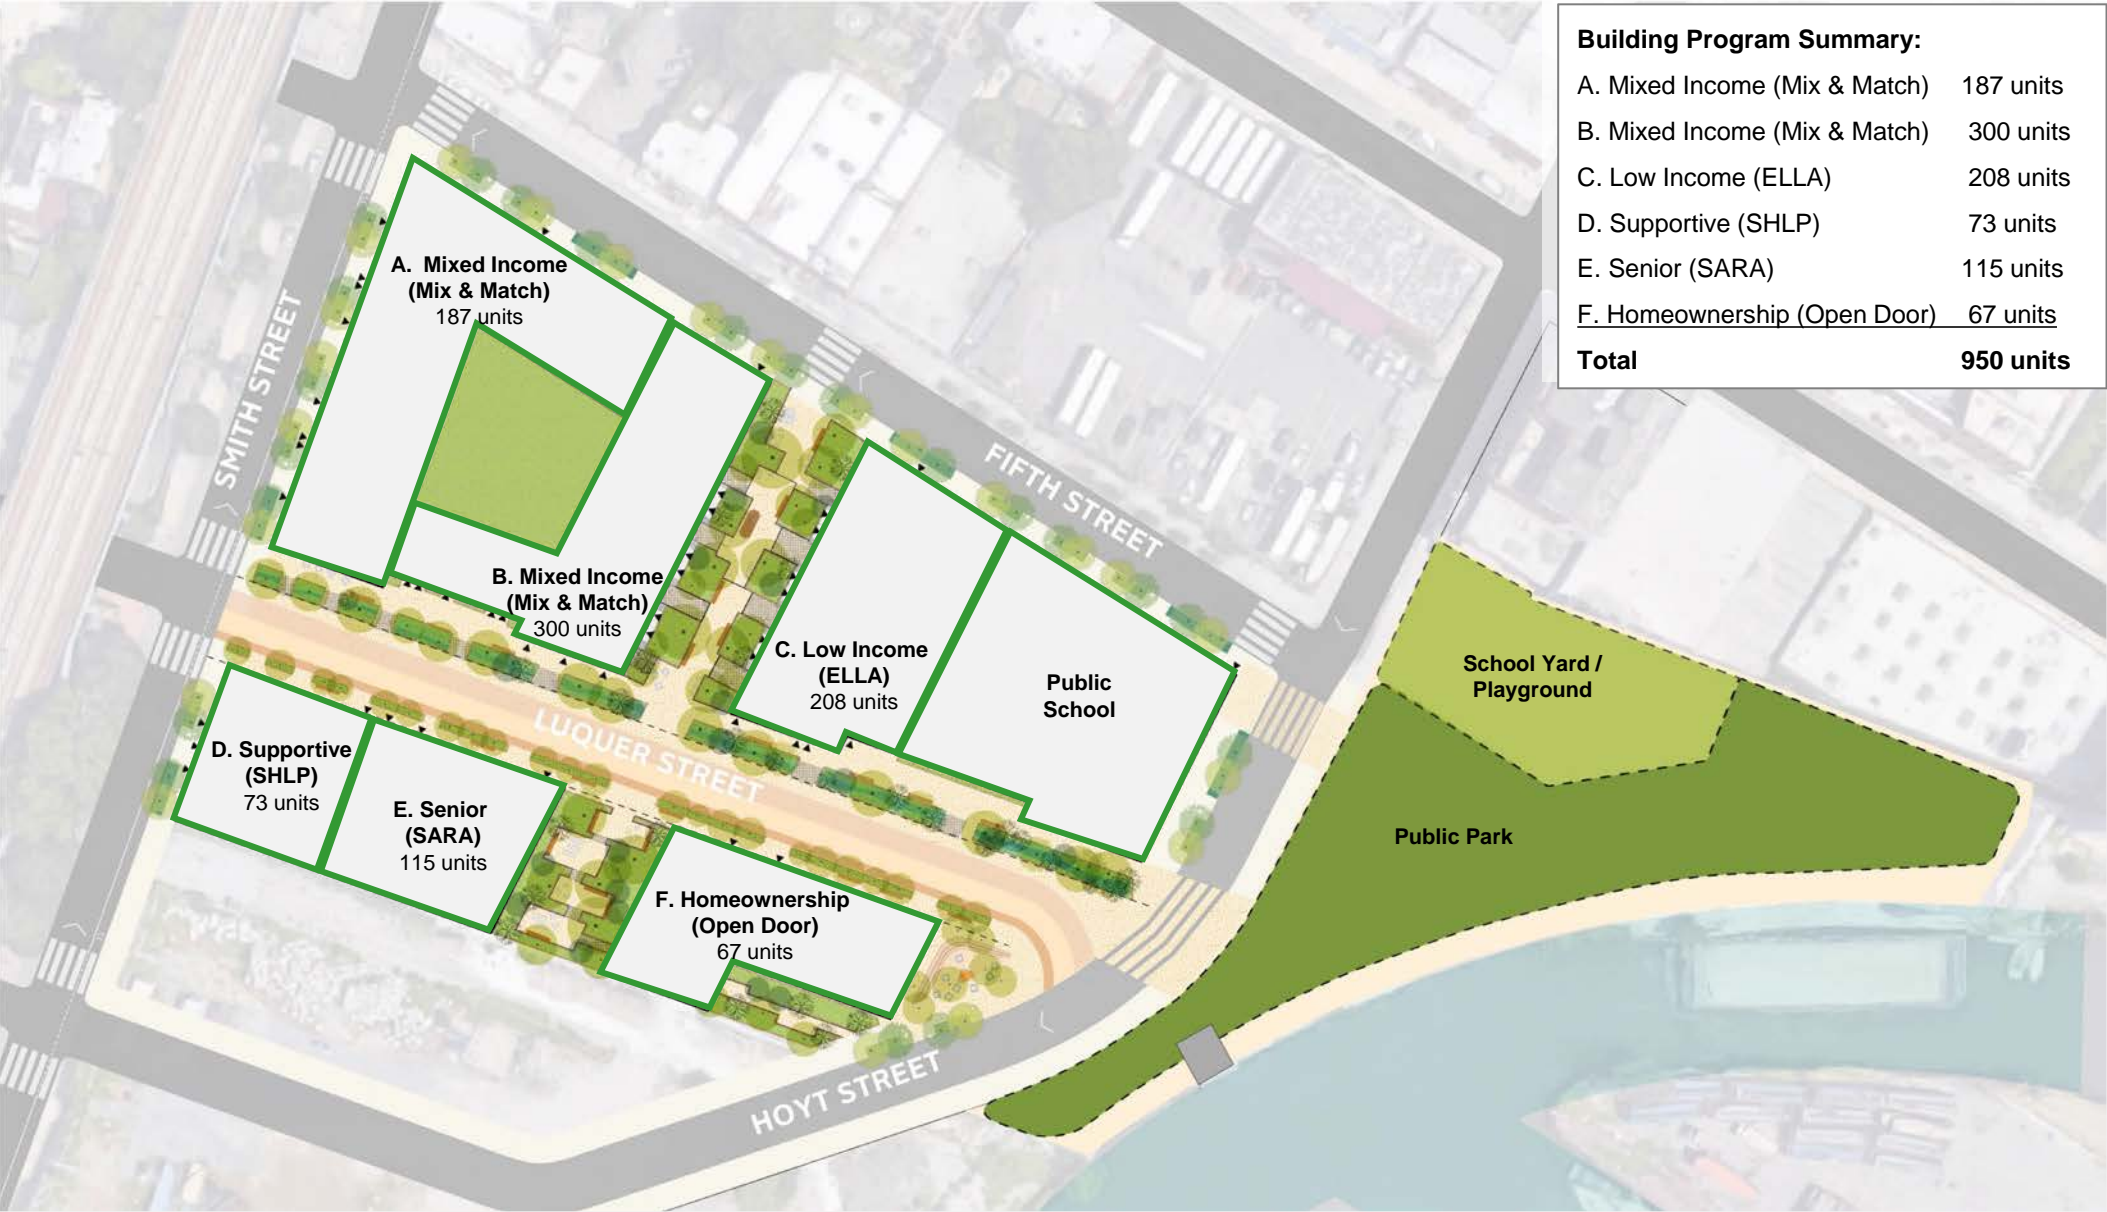 Building Program Summary:
A. Mixed Income (Mix & Match) 187 units
B. Mixed Income (Mix & Match) 300 units
C. Low Income (ELLA) 208 units
D. Supportive (SHLP) 73 units
E. Senior (SARA) 115 units
F. Homeownership (Open Door) 67 units
Total 950 units
A. Mixed Income
(Mix & Match)
187 units
SMITH STREET
FIFTH STREET
B. Mixed Income
(Mix & Match)
300 units
C. Low Income
(ELLA)
208 units
Public
School
School Yard /
Playground
LUQUER STREET
D. Supportive
(SHLP)
73 units
E. Senior
(SARA)
115 units
Public Park
F. Homeownership
(Open Door)
67 units
HOYT STREET